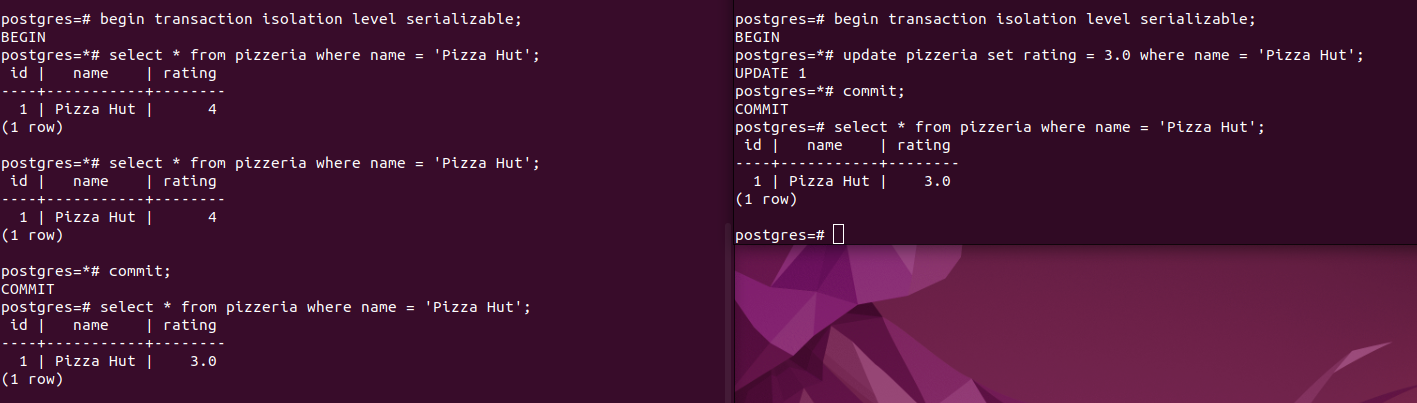 postgres=# begin transaction isolation level serializable;
BEGIN
postgres=*# select * from pizzeria where name = 'Pizza Hut';
 id |   name    | rating
----+-----------+--------
  1 | Pizza Hut |      4
(1 row)

postgres=*# select * from pizzeria where name = 'Pizza Hut';
 id |   name    | rating
----+-----------+--------
  1 | Pizza Hut |      4
(1 row)

postgres=*# commit;
COMMIT
postgres=# select * from pizzeria where name = 'Pizza Hut';
 id |   name    | rating
----+-----------+--------
  1 | Pizza Hut |    3.0
(1 row)

postgres=# begin transaction isolation level serializable;
BEGIN
postgres=*# update pizzeria set rating = 3.0 where name = 'Pizza Hut';
UPDATE 1
postgres=*# commit;
COMMIT
postgres=# select * from pizzeria where name = 'Pizza Hut';
 id |   name    | rating
----+-----------+--------
  1 | Pizza Hut |    3.0
(1 row)

postgres=#